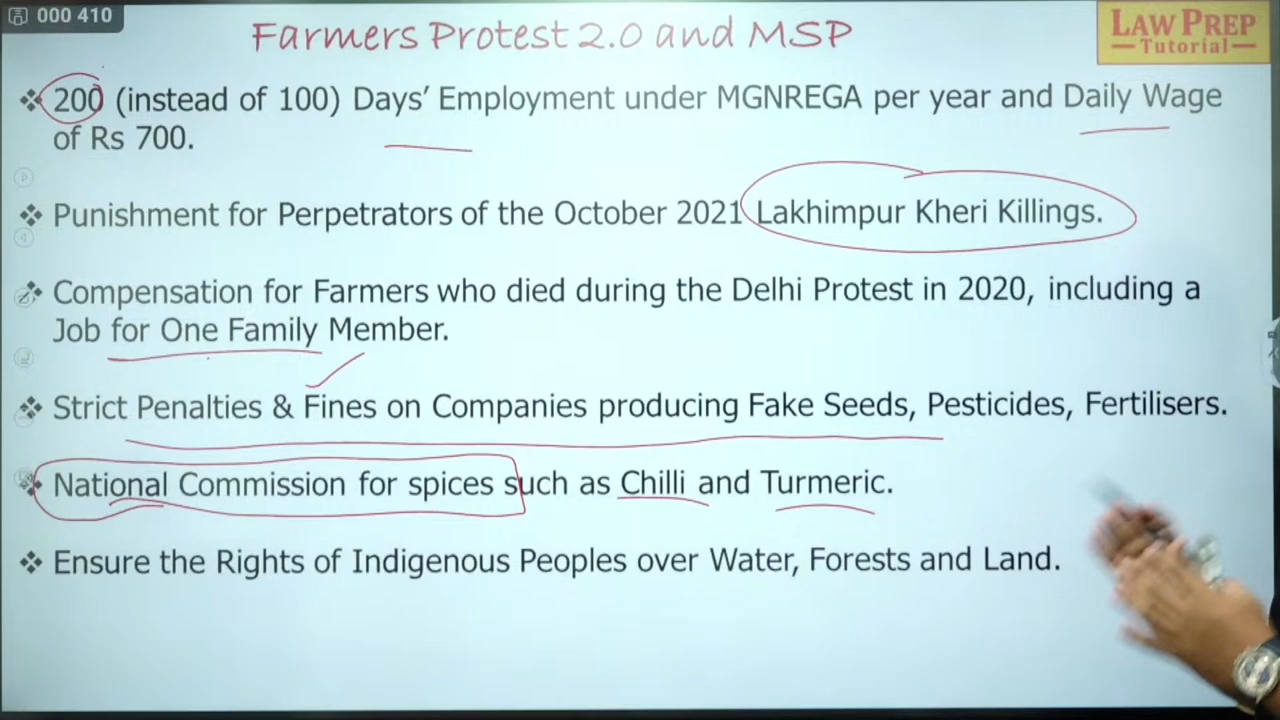 000 410
Farmers Protest 2.0 and MSP
LAW PREP
Tutorial
❖ 200 (instead of 100) Days’ Employment under MGNREGA per year and Daily Wage
of Rs 700.
❖ Punishment for Perpetrators of the October 2021 Lakhimpur Kheri Killings.
❖ Compensation for Farmers who died during the Delhi Protest in 2020, including a
Job for One Family Member.
❖ Strict Penalties & Fines on Companies producing Fake Seeds, Pesticides, Fertilisers.
❖ National Commission for spices such as Chilli and Turmeric.
❖ Ensure the Rights of Indigenous Peoples over Water, Forests and Land.